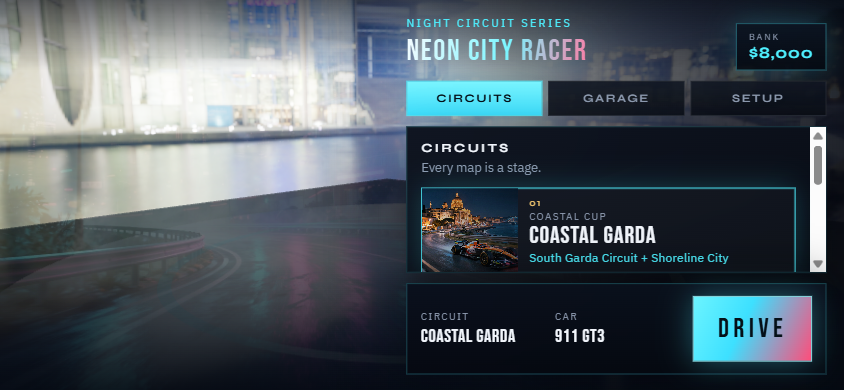 NIGHT CIRCUIT SERIES
NEON CITY RACER
BANK
$8,000
CIRCUITS
GARAGE
SETUP
CIRCUITS
Every map is a stage.
01
COASTAL CUP
COASTAL GARDA
South Garda Circuit + Shoreline City
CIRCUIT
COASTAL GARDA
CAR
911 GT3
DRIVE